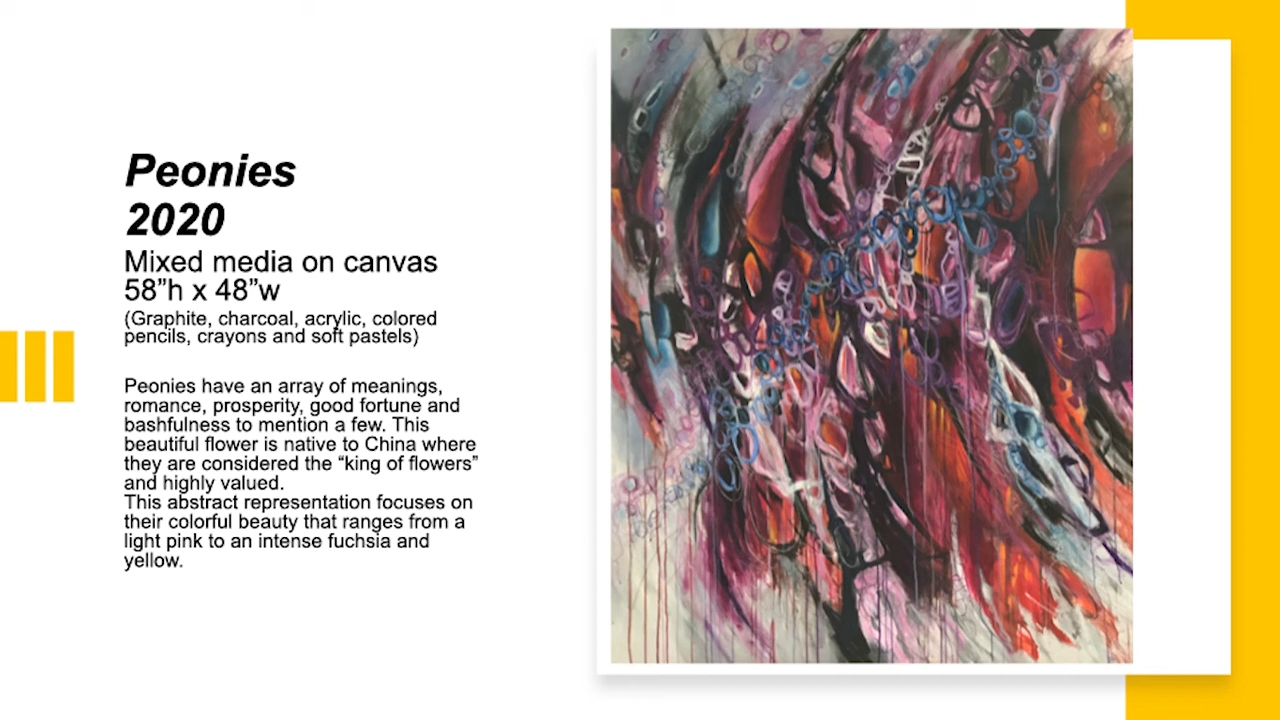 Peonies
2020
Mixed media on canvas
58”h x 48”w
(Graphite, charcoal, acrylic, colored
pencils, crayons and soft pastels)
Peonies have an array of meanings,
romance, prosperity, good fortune and
bashfulness to mention a few. This
beautiful flower is native to China where
they are considered the “king of flowers”
and highly valued.
This abstract representation focuses on
their colorful beauty that ranges from a
light pink to an intense fuchsia and
yellow.